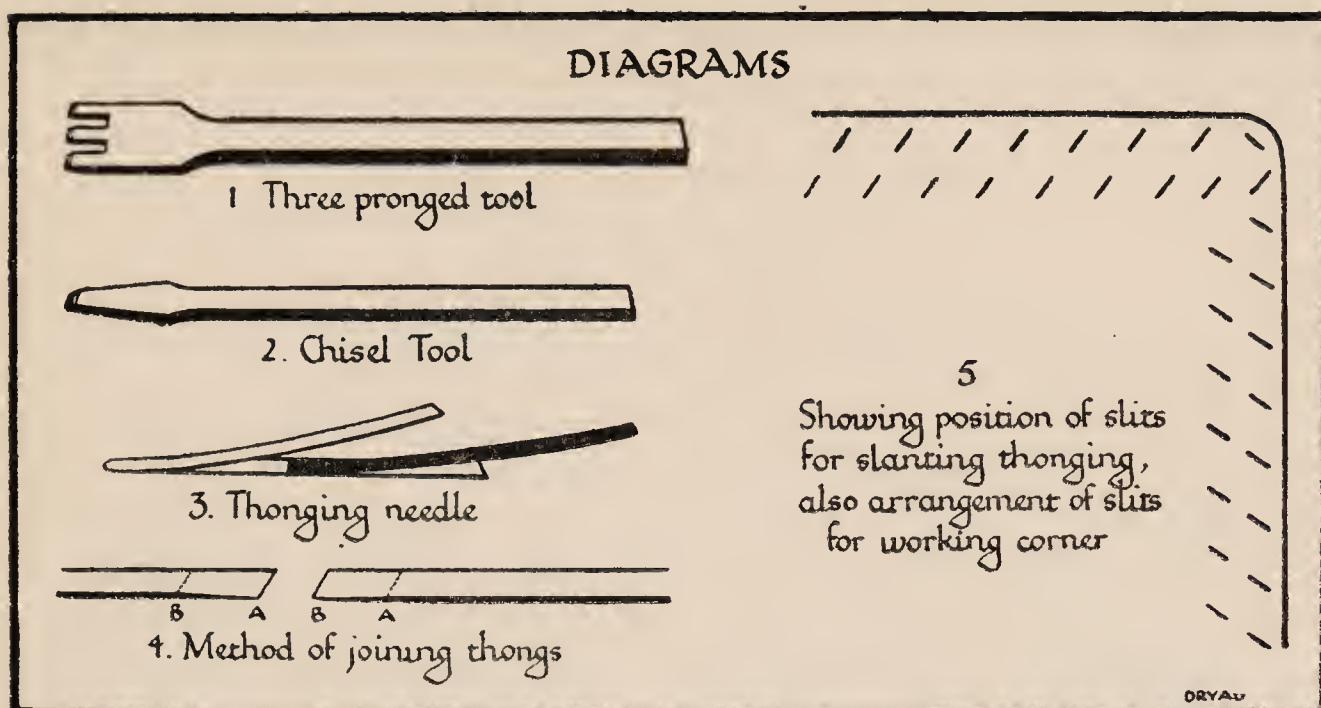 DIAGRAMS
1 Three pronged tool
2. Chisel Tool
3. Thonging needle
B A B A
4. Method of joining thongs
5
Showing position of slits
for slanting thonging,
also arrangement of slits
for working corner
DRYAD